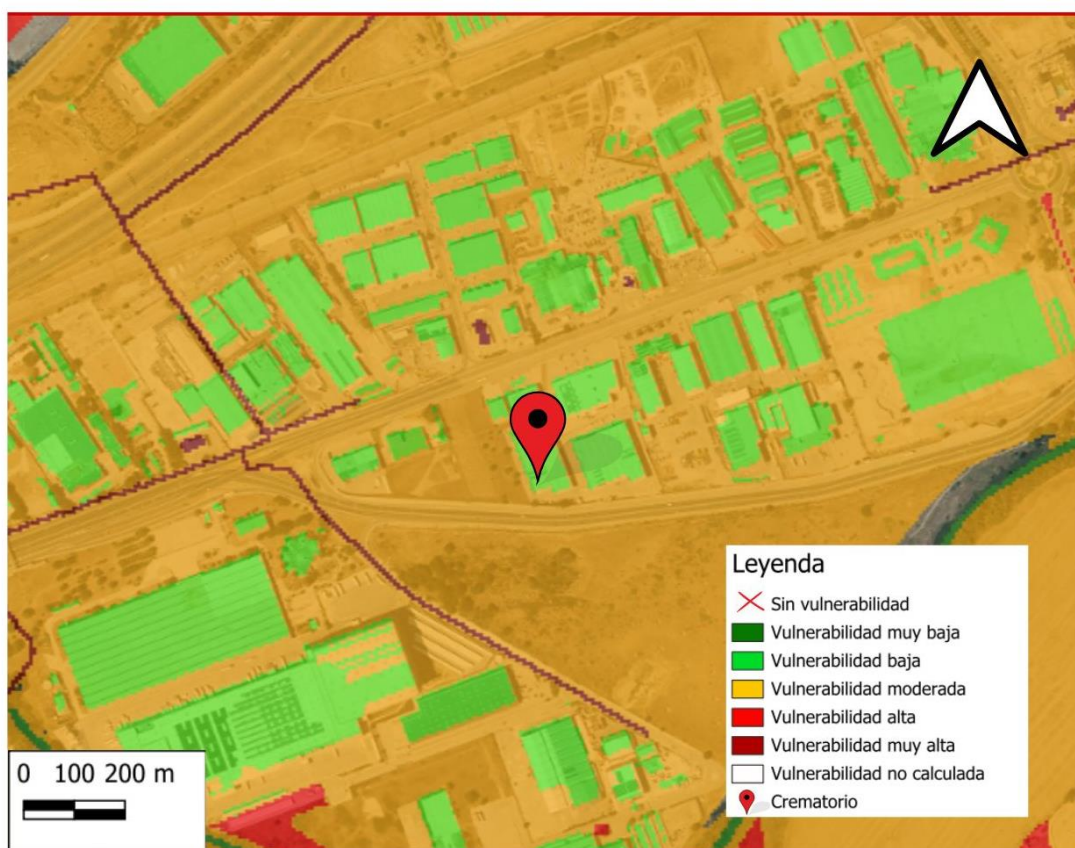 Leyenda
Sin vulnerabilidad
Vulnerabilidad muy baja
Vulnerabilidad baja
Vulnerabilidad moderada
Vulnerabilidad alta
Vulnerabilidad muy alta
Vulnerabilidad no calculada
Crematorio
0 100 200 m